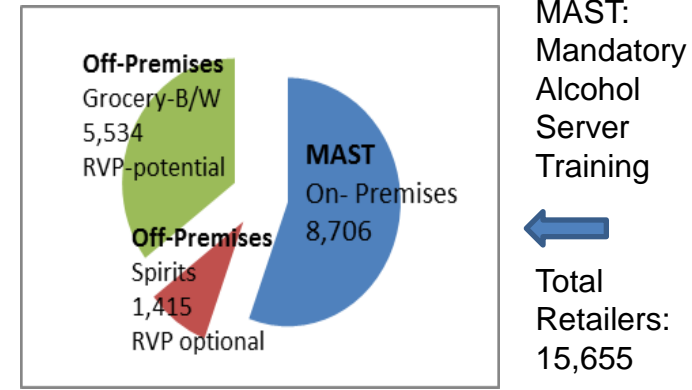 Off-Premises
Grocery-B/W
5,534
RVP-potential
MAST
On- Premises
8,706
Off-Premises
Spirits
1,415
RVP optional
MAST:
Mandatory
Alcohol
Server
Training
Total
Retailers:
15,655